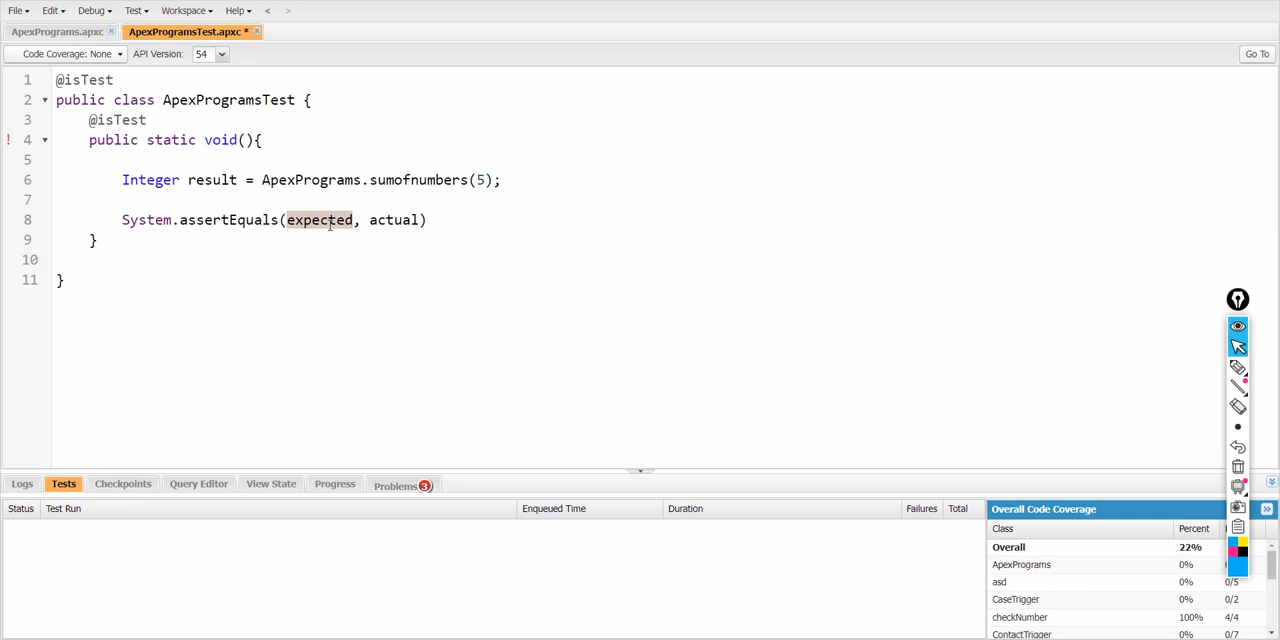 File Edit Debug Test Workspace Help < >
ApexPrograms.apxc ApexProgramsTest.apxc *
Code Coverage: None API Version: 54 Go To
1 @isTest
2 public class ApexProgramsTest {
3 @isTest
! 4 public static void(){
5
6 Integer result = ApexPrograms.sumofnumbers(5);
7
8 System.assertEquals(expected, actual)
9 }
10
11 }
Logs Tests Checkpoints Query Editor View State Progress Problems 3
Status Test Run Enqueued Time Duration Failures Total Overall Code Coverage
Class Percent
Overall 22%
ApexPrograms 0%
asd 0% 0/5
CaseTrigger 0% 0/2
checkNumber 100% 4/4
ContactTrigger 0% 0/7